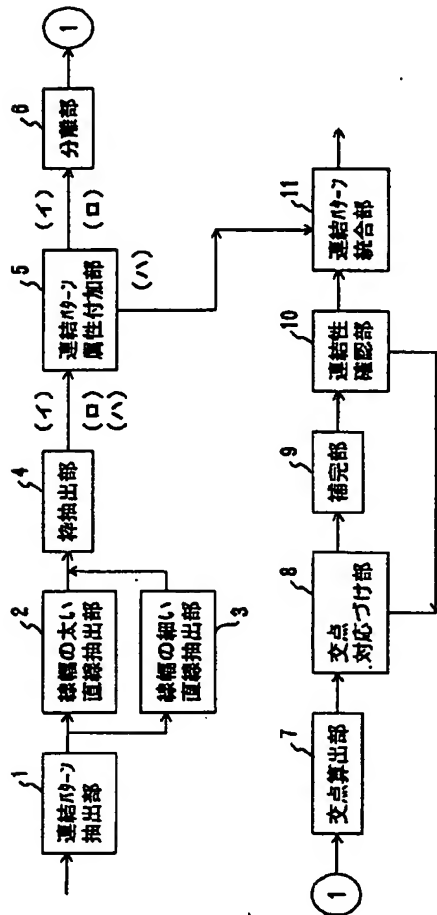 1
連結パターン
抽出部
2
線幅の太い
直線抽出部
線幅の細い
直線抽出部
3
4
枠抽出部
(イ)
(ロ)
(ハ)
5
連結パターン
属性付加部
(イ)
(ロ)
(ハ)
6
分離部
1
1
7
交点算出部
8
交点
対応づけ部
9
補完部
10
連結性
確認部
11
連結パターン
統合部